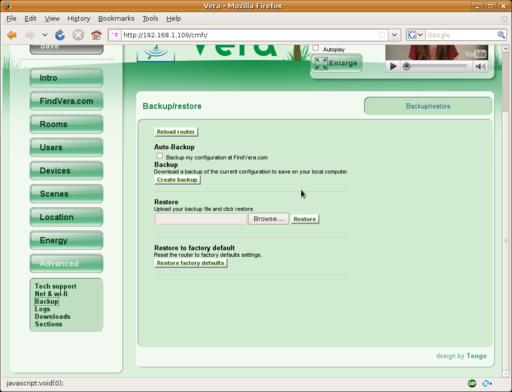 Vera - Mozilla Firefox
File Edit View History Bookmarks Tools Help
http://192.168.1.109/cmh/
Google
Save
Vera
Autoplay
Enlarge
YouTube
Intro
FindVera.com
Rooms
Users
Devices
Scenes
Location
Energy
Advanced
Tech support
Net & wi-fi
Backup
Logs
Downloads
Sections
Backup/restore
Backup/restore.
Reload router
Auto-Backup
Backup my configuration at FindVera.com
Backup
Download a backup of the current configuration to save on your local computer.
Create backup
Restore
Upload your backup file and click restore.
Browse...
Restore
Restore to factory default
Reset the router to factory defaults settings.
Restore factory defaults
design by Tengo
javascript:void(0);